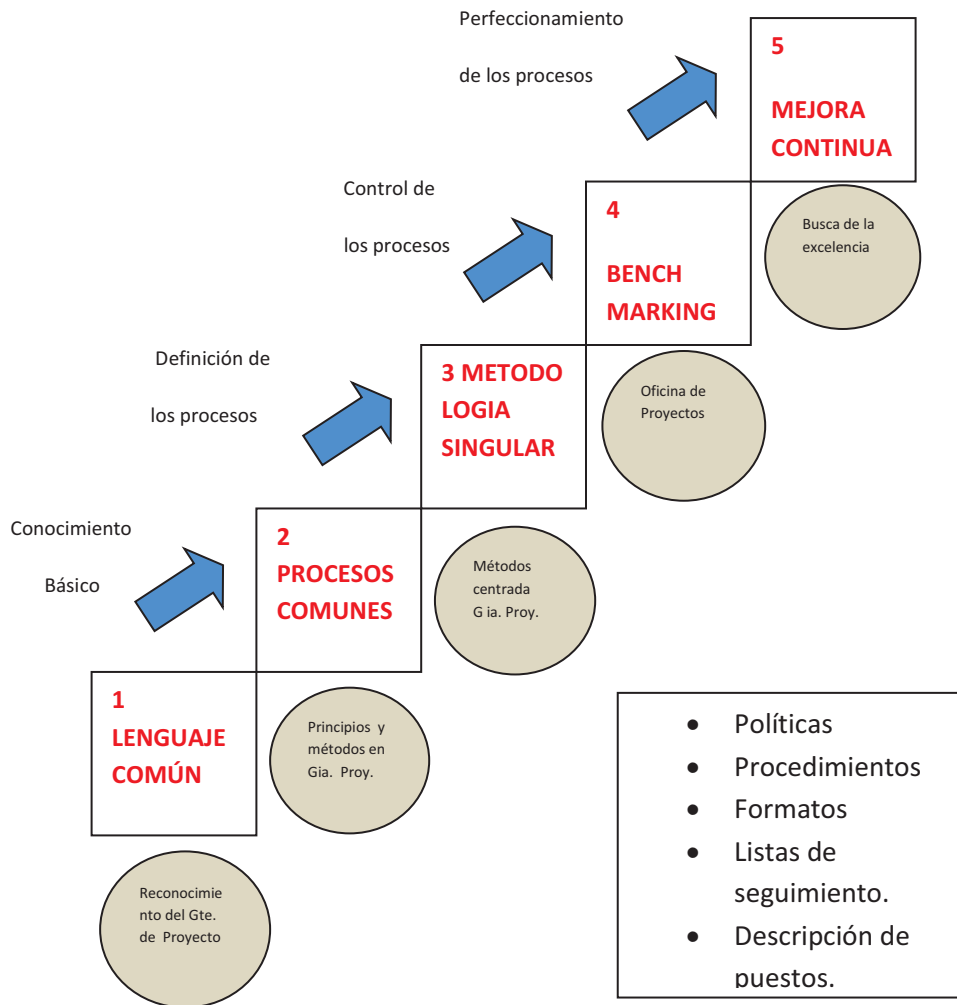 Perfeccionamiento
de los procesos
5
MEJORA
CONTINUA
Control de
los procesos
4
BENCH
MARKING
Busca de la
excelencia
Definición de
los procesos
3 METODO
LOGIA
SINGULAR
Oficina de
Proyectos
Conocimiento
Básico
2
PROCESOS
COMUNES
Métodos
centrada
G ia. Proy.
1
LENGUAJE
COMÚN
Principios y
métodos en
Gia. Proy.
Reconocimie
nto del Gte.
de Proyecto
• Políticas
• Procedimientos
• Formatos
• Listas de
seguimiento.
• Descripción de
puestos.